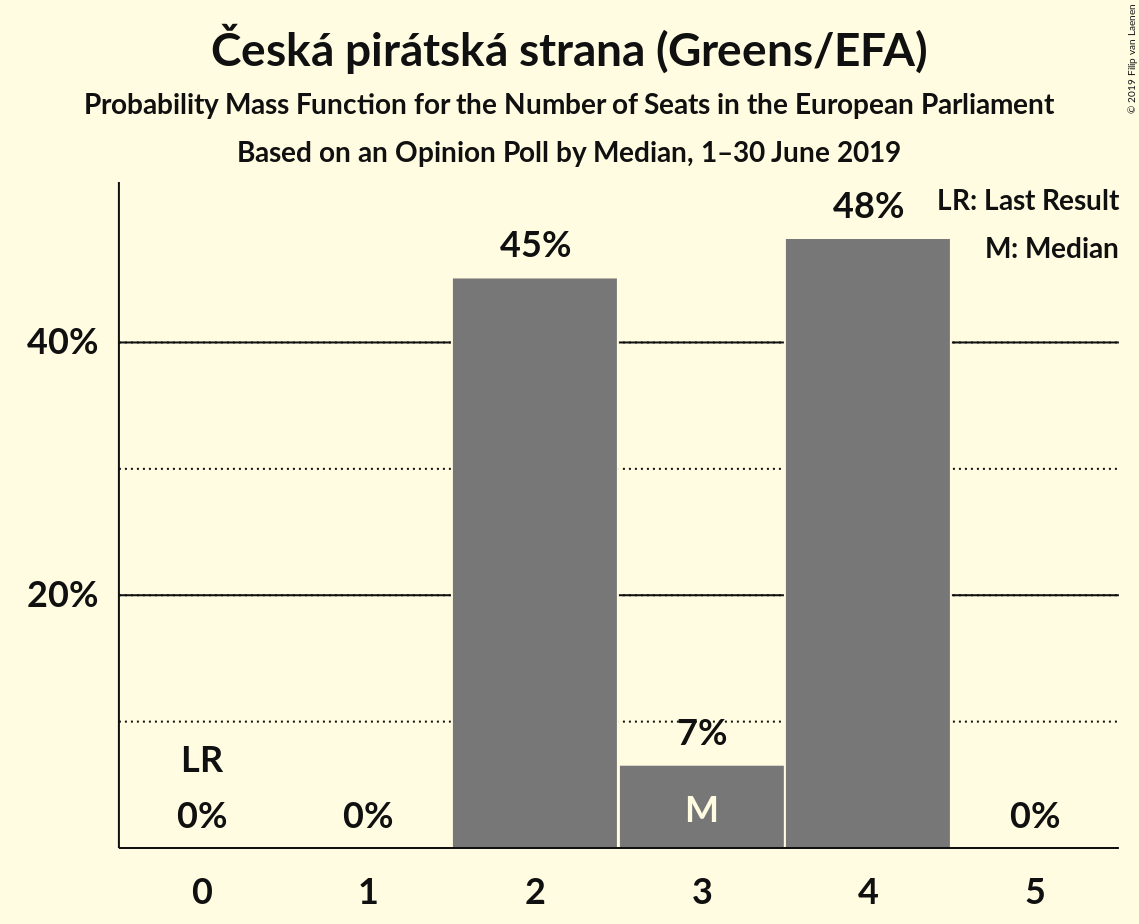 Česká pirátská strana (Greens/EFA)
Probability Mass Function for the Number of Seats in the European Parliament
Based on an Opinion Poll by Median, 1–30 June 2019
© 2019 Filip van Laenen
LR: Last Result
M: Median
48%
45%
40%
20%
7%
LR
M
0%
0%
0%
0
1
2
3
4
5